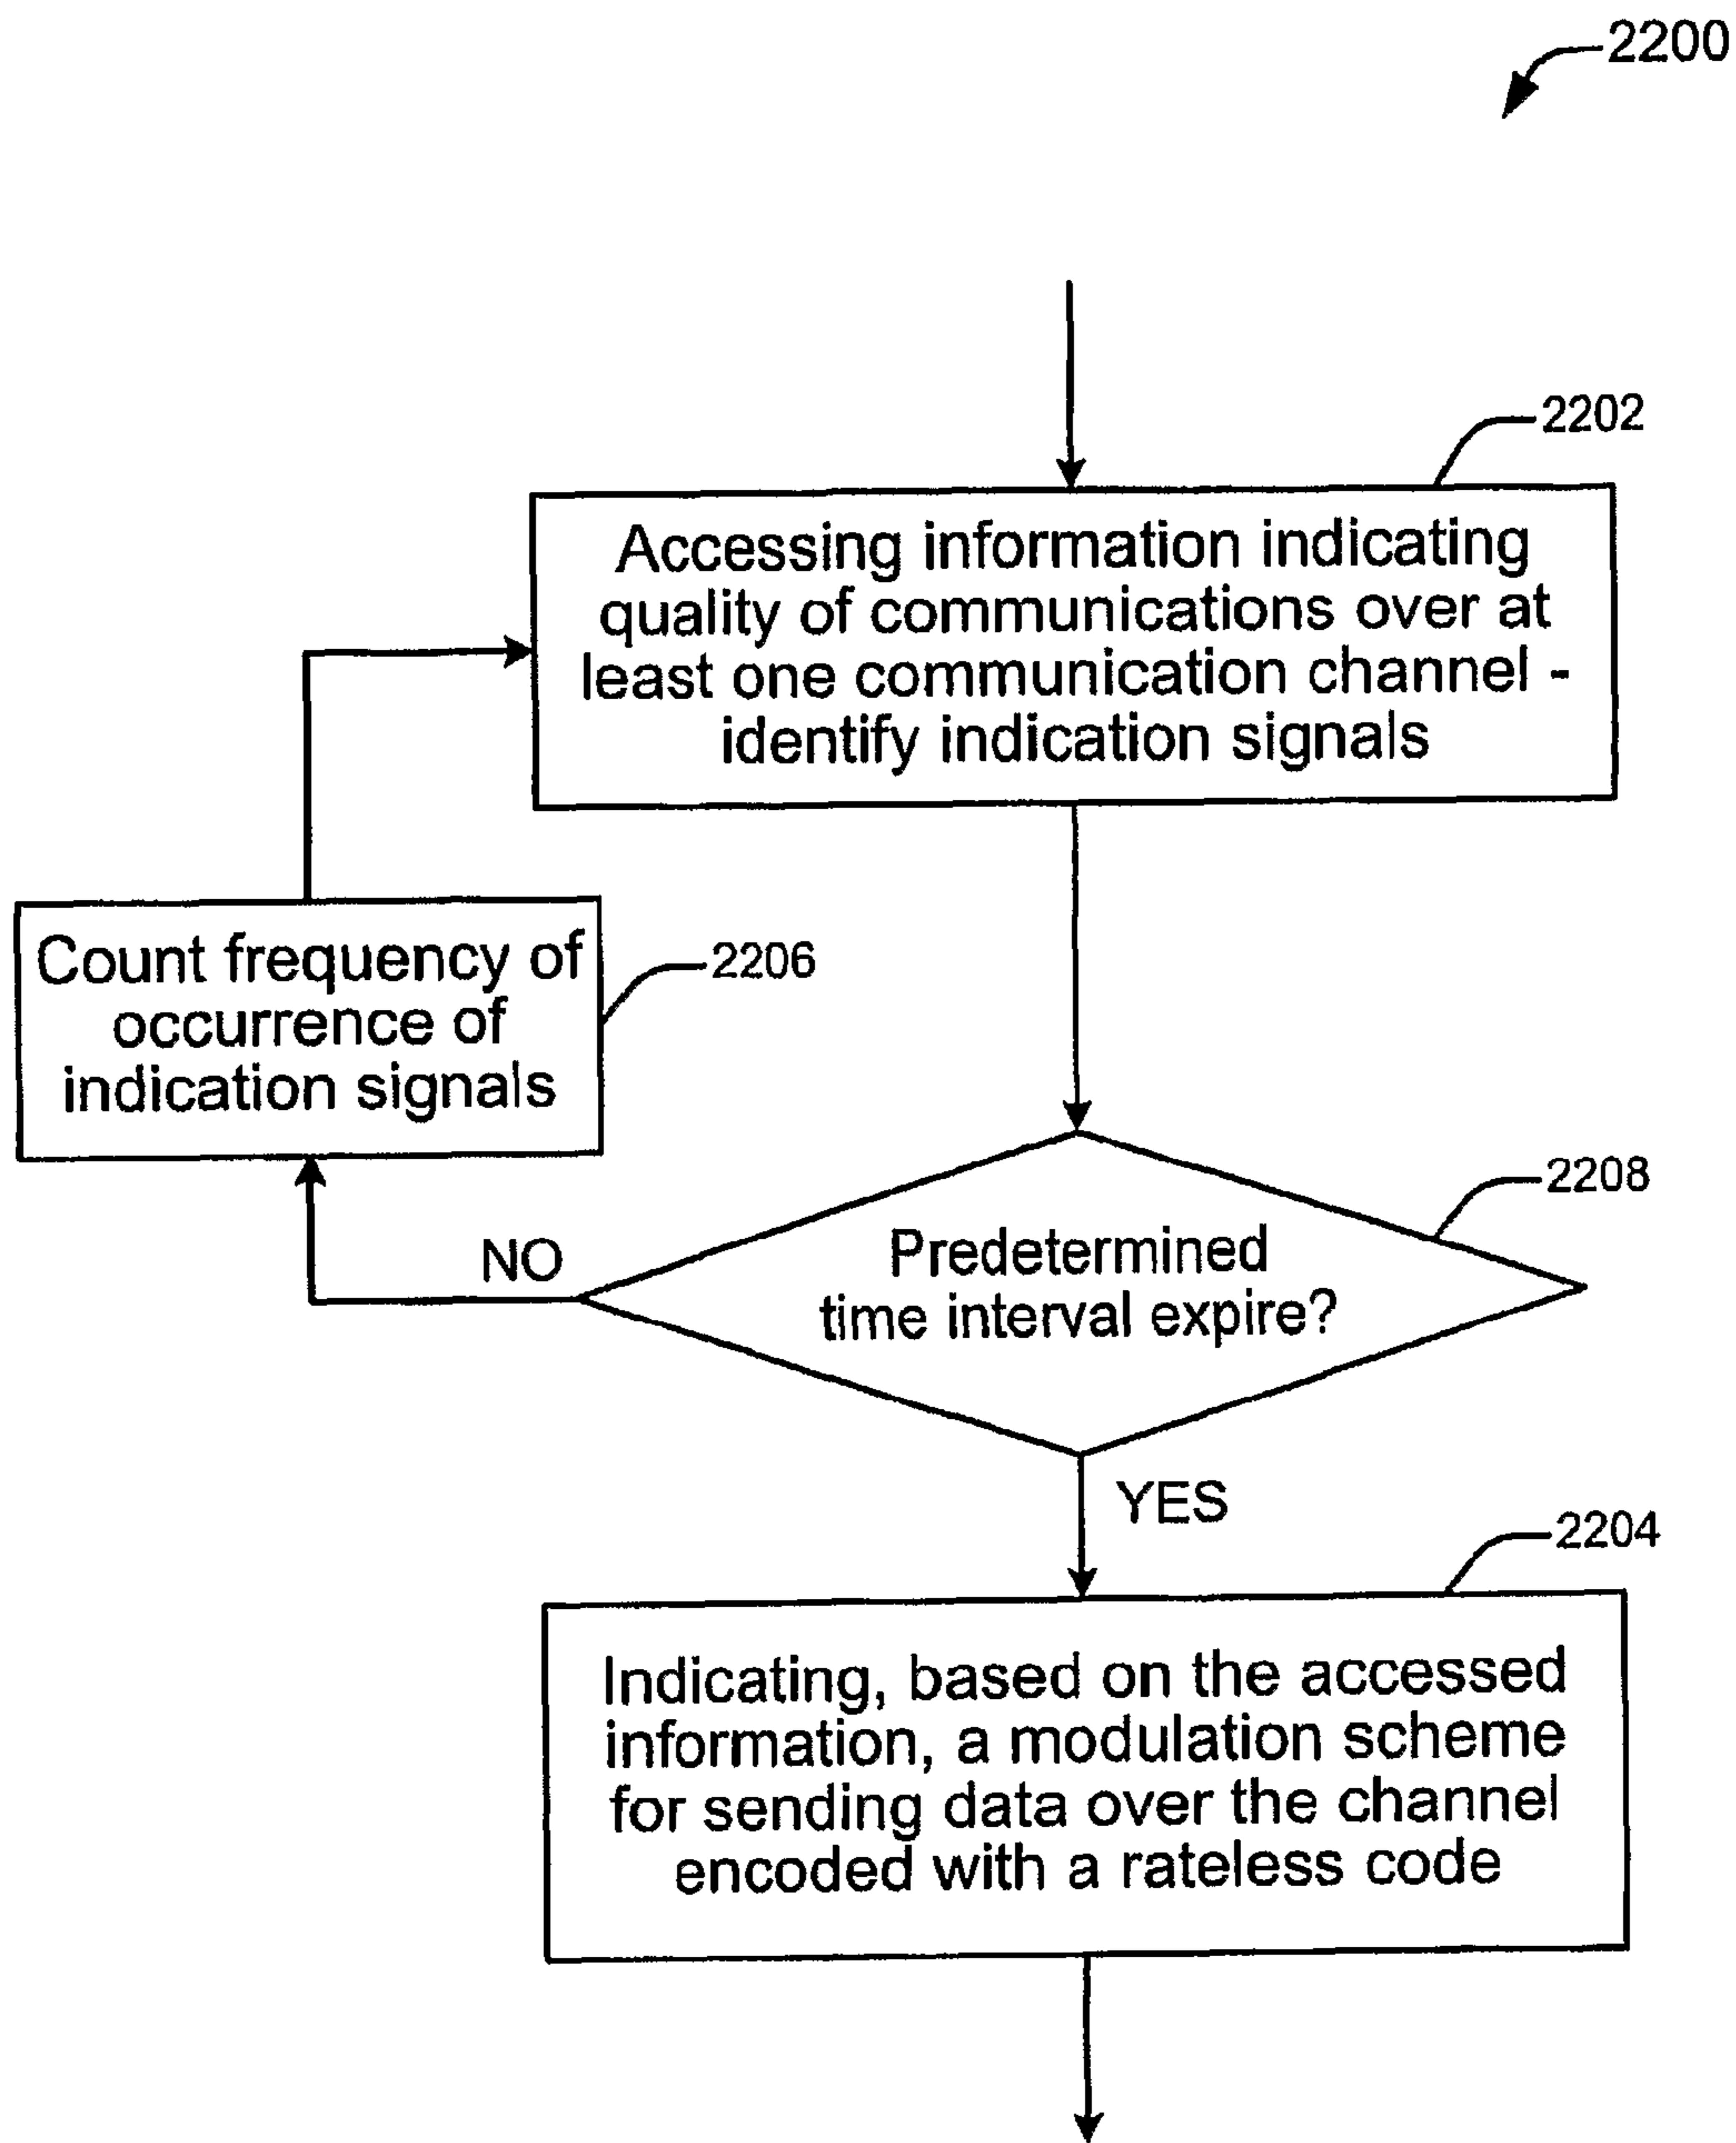 2200
2202
Accessing information indicating
quality of communications over at
least one communication channel -
identify indication signals
Count frequency of
occurrence of
indication signals
2206
2208
Predetermined
time interval expire?
NO
YES
2204
Indicating, based on the accessed
information, a modulation scheme
for sending data over the channel
encoded with a rateless code